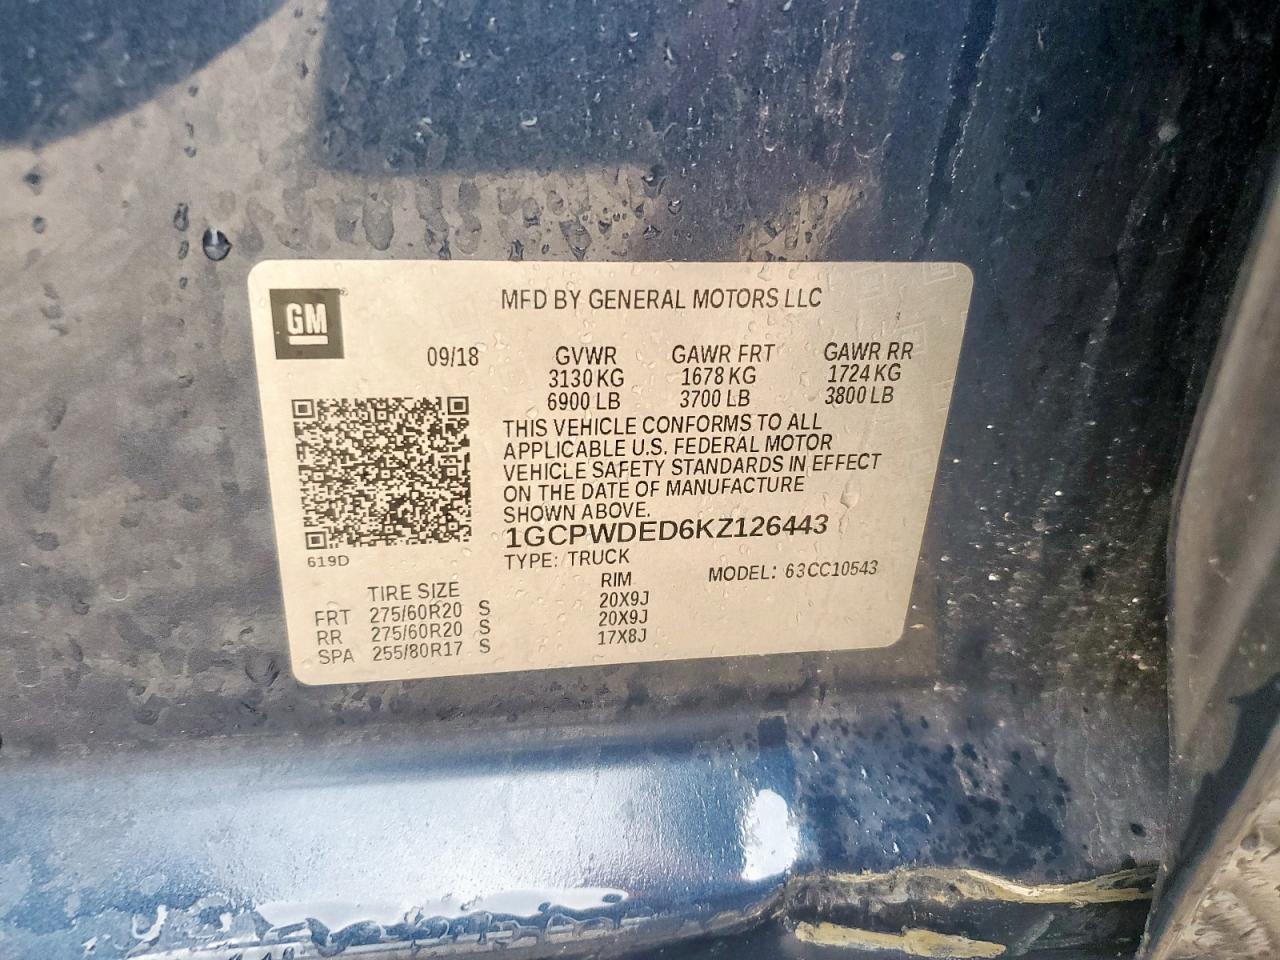 GM
MFD BY GENERAL MOTORS LLC
09/18 GVWR GAWR FRT GAWR RR
3130 KG 1678 KG 1724 KG
6900 LB 3700 LB 3800 LB
THIS VEHICLE CONFORMS TO ALL
APPLICABLE U.S. FEDERAL MOTOR
VEHICLE SAFETY STANDARDS IN EFFECT
ON THE DATE OF MANUFACTURE
SHOWN ABOVE.
1GCPWDED6KZ126443
619D
TYPE: TRUCK MODEL: 63CC10543
TIRE SIZE RIM
FRT 275/60R20 S 20X9J
RR 275/60R20 S 20X9J
SPA 255/80R17 S 17X8J